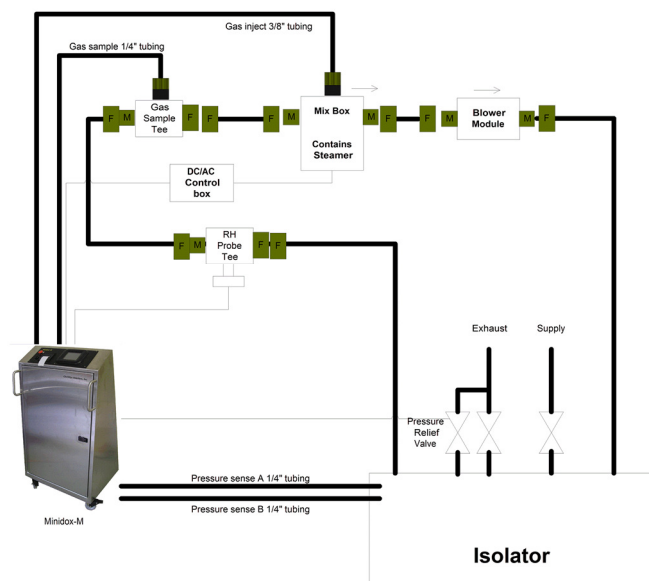 Gas inject 3/8" tubing
Gas sample 1/4" tubing
F
M
Gas
Sample
Tee
F
F
F
M
Mix Box
Contains
Steamer
M
F
F
M
Blower
Module
M
F
DC/AC
Control
box
F
M
RH
Probe
Tee
F
F
Exhaust
Supply
Pressure
Relief
Valve
Pressure sense A 1/4" tubing
Pressure sense B 1/4" tubing
Minidox-M
Isolator